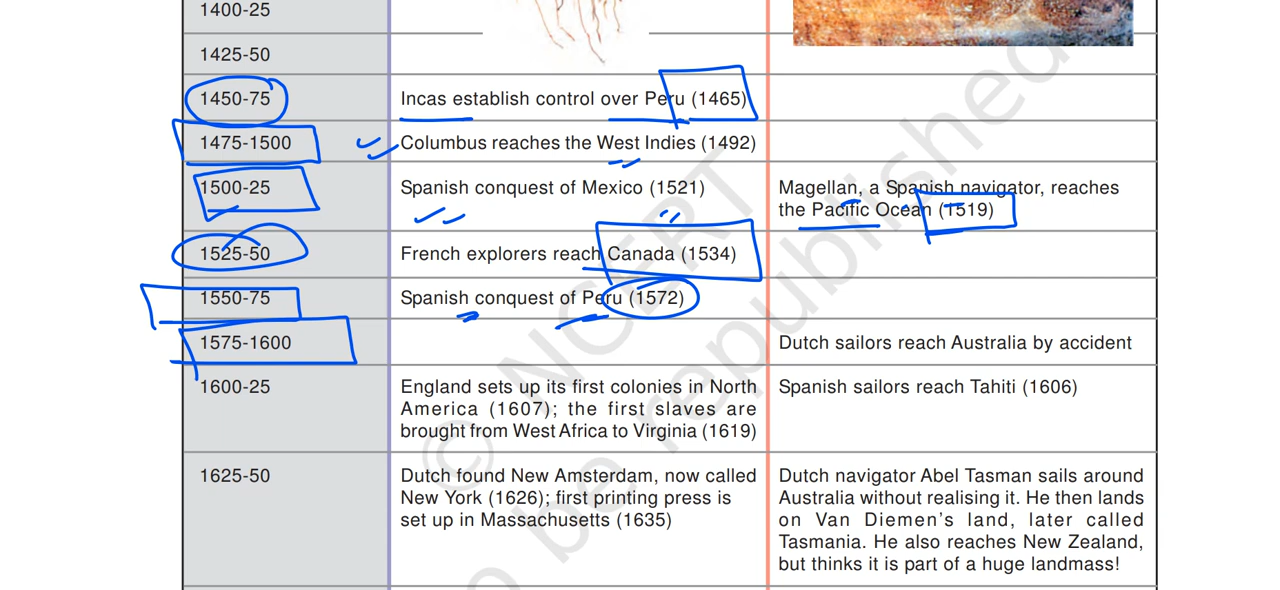 1400-25
1425-50
1450-75
Incas establish control over Peru (1465)
1475-1500
Columbus reaches the West Indies (1492)
1500-25
Spanish conquest of Mexico (1521)
Magellan, a Spanish navigator, reaches
the Pacific Ocean (1519)
1525-50
French explorers reach Canada (1534)
1550-75
Spanish conquest of Peru (1572)
1575-1600
Dutch sailors reach Australia by accident
1600-25
England sets up its first colonies in North
America (1607); the first slaves are
brought from West Africa to Virginia (1619)
Spanish sailors reach Tahiti (1606)
1625-50
Dutch found New Amsterdam, now called
New York (1626); first printing press is
set up in Massachusetts (1635)
Dutch navigator Abel Tasman sails around
Australia without realising it. He then lands
on Van Diemen's land, later called
Tasmania. He also reaches New Zealand,
but thinks it is part of a huge landmass!
© NCERT
o be republished